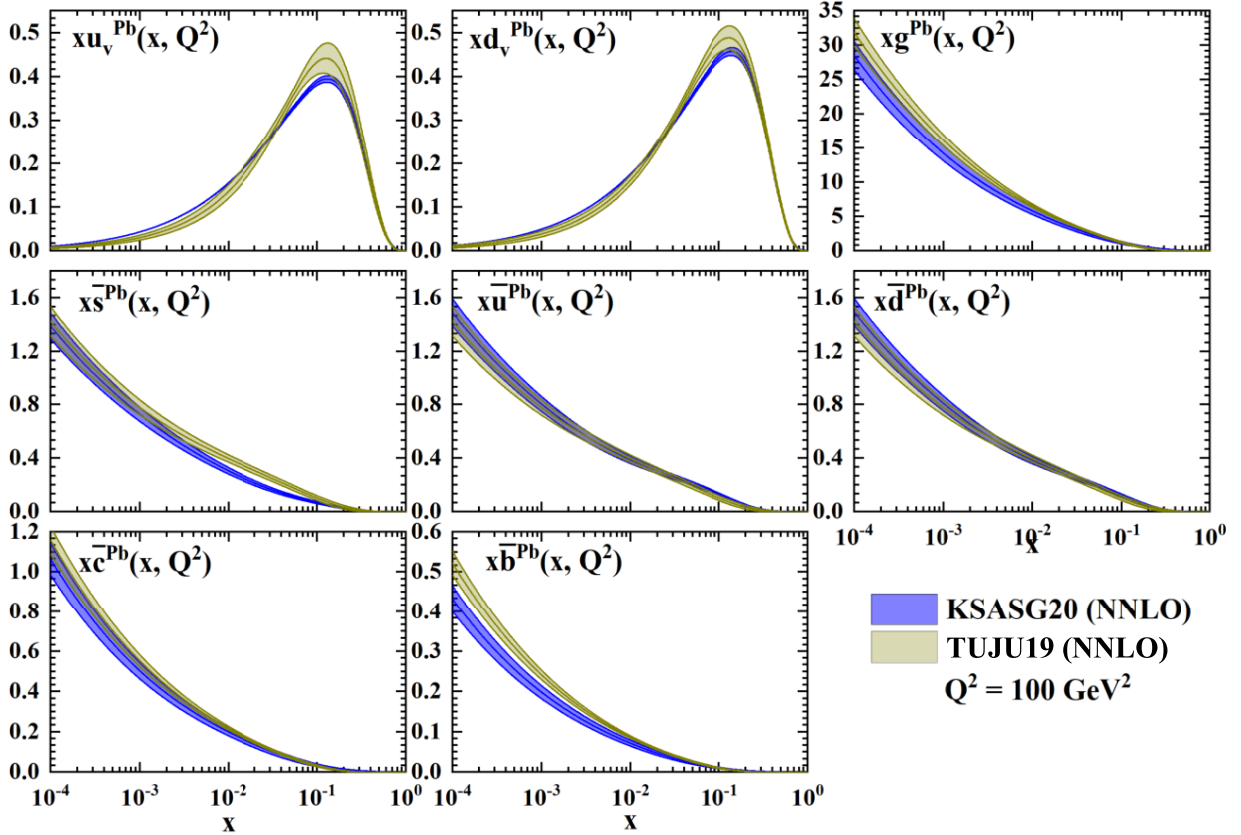 xu_v^Pb(x, Q^2)
xd_v^Pb(x, Q^2)
xg^Pb(x, Q^2)
0.5
0.4
0.3
0.2
0.1
0.0
0.5
0.4
0.3
0.2
0.1
0.0
35
30
25
20
15
10
5
0
xs̄^Pb(x, Q^2)
xū^Pb(x, Q^2)
xd̄^Pb(x, Q^2)
1.6
1.2
0.8
0.4
0.0
1.6
1.2
0.8
0.4
0.0
1.6
1.2
0.8
0.4
0.0
10^-4 10^-3 10^-2 10^-1 10^0
x
xc̄^Pb(x, Q^2)
xb̄^Pb(x, Q^2)
1.2
1.0
0.8
0.6
0.4
0.2
0.0
0.6
0.5
0.4
0.3
0.2
0.1
0.0
KSASG20 (NNLO)
TUJU19 (NNLO)
Q^2 = 100 GeV^2
10^-4 10^-3 10^-2 10^-1 10^0
10^-4 10^-3 10^-2 10^-1 10^0
x
x